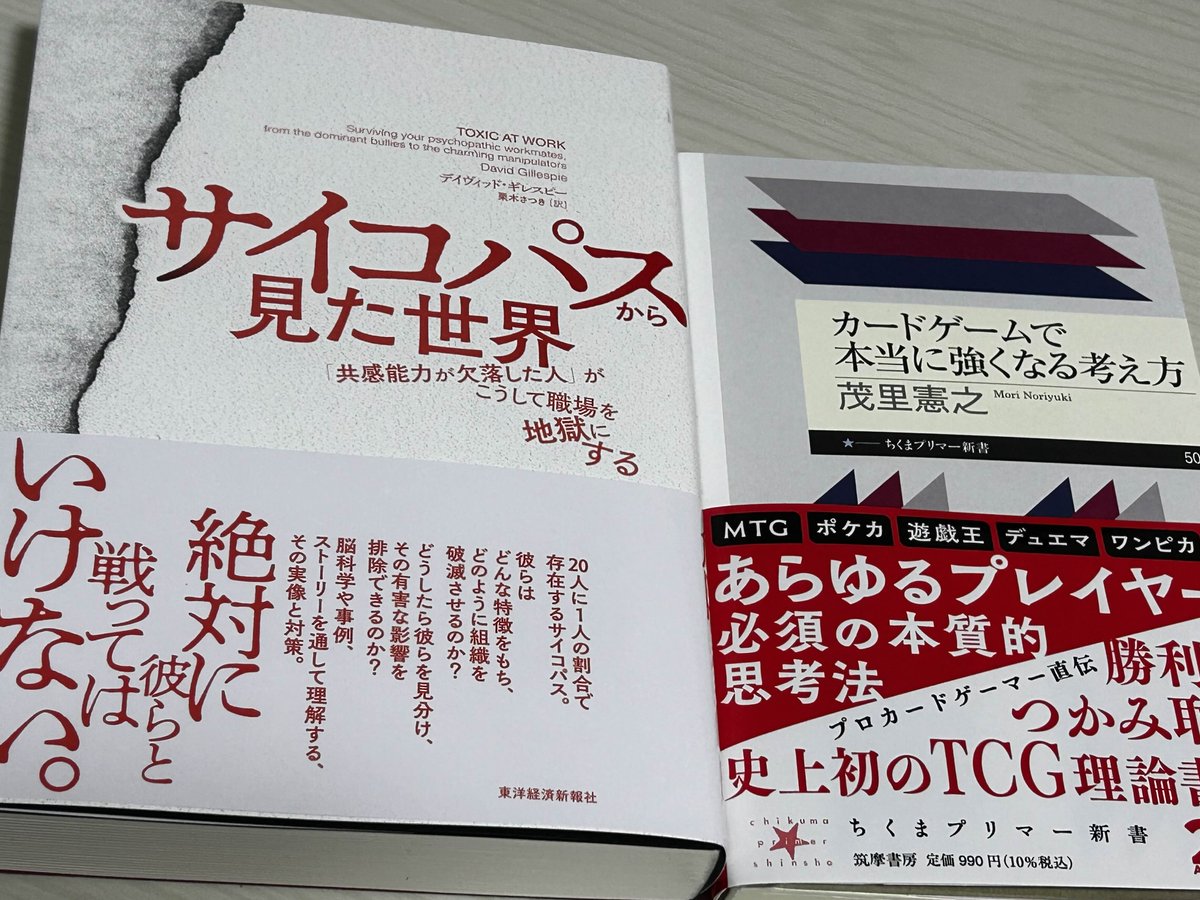 TOXIC AT WORK
Surviving your psychopathic workmates,
from the dominant bullies to the charming manipulators
David Gillespie
デイヴィッド・ギレスピー
栗木さつき［訳］
サイコパスから
見た世界
「共感能力が欠落した人」が
こうして職場を
地獄に
する
絶対に
彼らと
戦っては
いけない。
20人に1人の割合で
存在するサイコパス。
彼らは
どんな特徴をもち、
どのように組織を
破滅させるのか？
どうしたら彼らを見分け、
その有害な影響を
排除できるのか？
脳科学や事例、
ストーリーを通して理解する、
その実像と対策。
東洋経済新報社
カードゲームで
本当に強くなる考え方
茂里憲之 Mori Noriyuki
★── ちくまプリマー新書
50
MTG ポケカ 遊戯王 デュエマ ワンピカ
あらゆるプレイヤー
必須の本質的
思考法
プロカードゲーマー直伝 勝利
つかみ取
史上初のTCG理論書
chikuma
primer
shinsho
ちくまプリマー新書
筑摩書房 定価990円（10%税込）